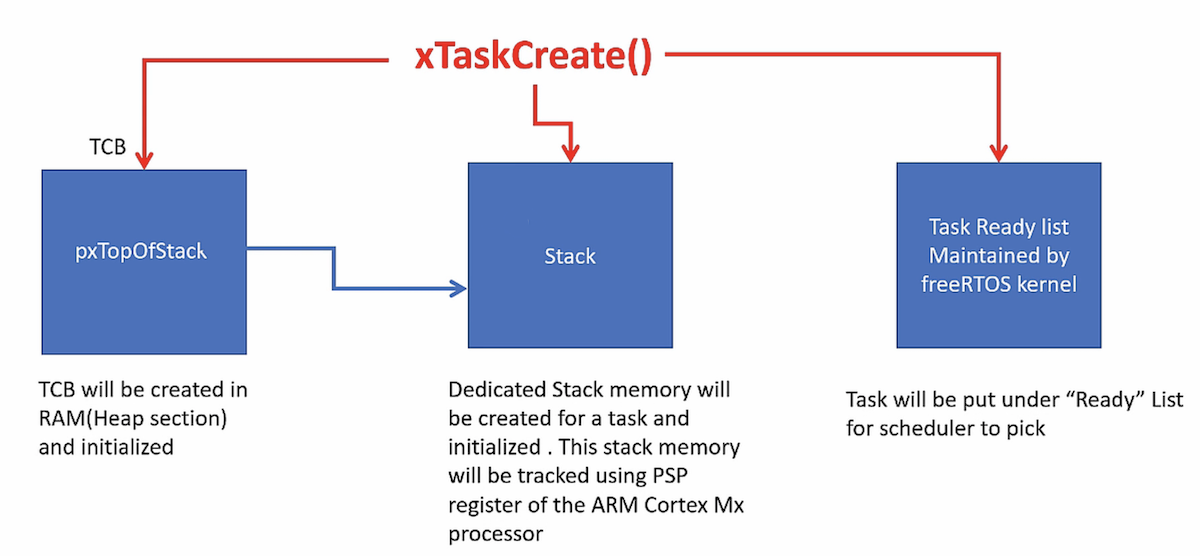 xTaskCreate()
TCB
pxTopOfStack
Stack
Task Ready list
Maintained by
freeRTOS kernel
TCB will be created in
RAM(Heap section)
and initialized
Dedicated Stack memory will
be created for a task and
initialized . This stack memory
will be tracked using PSP
register of the ARM Cortex Mx
processor
Task will be put under “Ready” List
for scheduler to pick